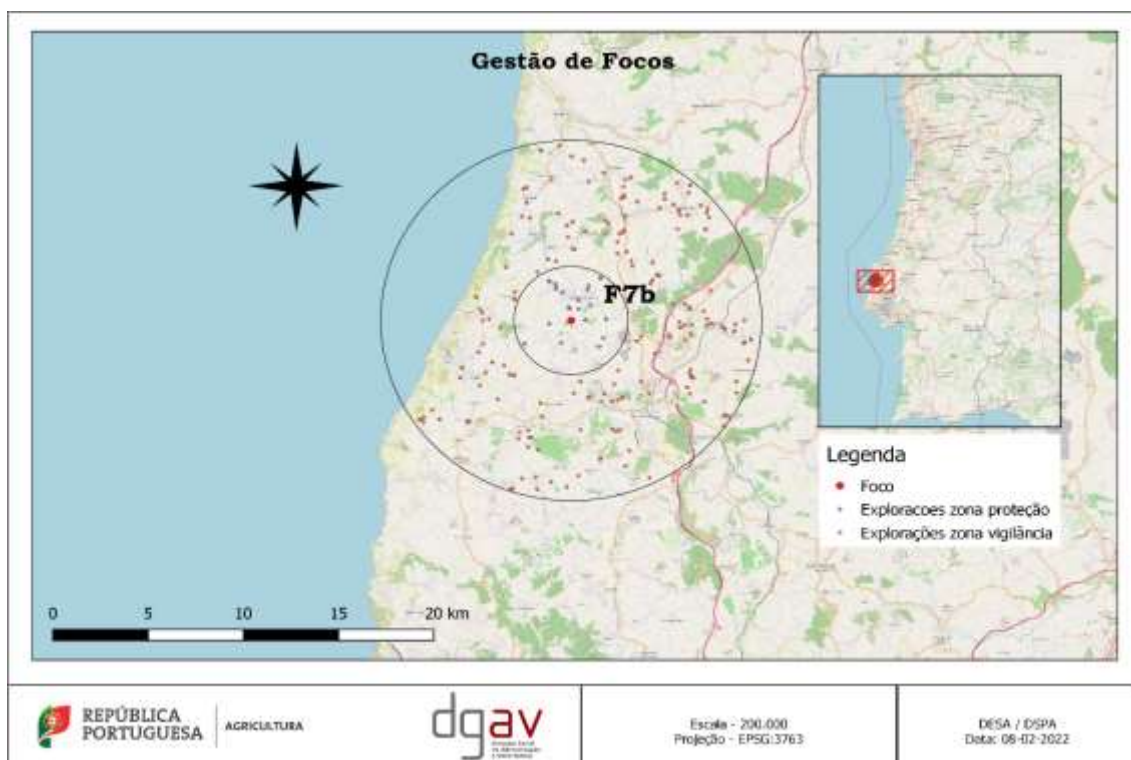 Gestão de Focos
F7b
Legenda
Foco
Exploracoes zona proteção
Explorações zona vigilância
0 5 10 15 20 km
REPÚBLICA
PORTUGUESA
AGRICULTURA
dgav
Escala - 200.000
Projeção - EPSG:3763
DESA / DSPA
Data: 08-02-2022